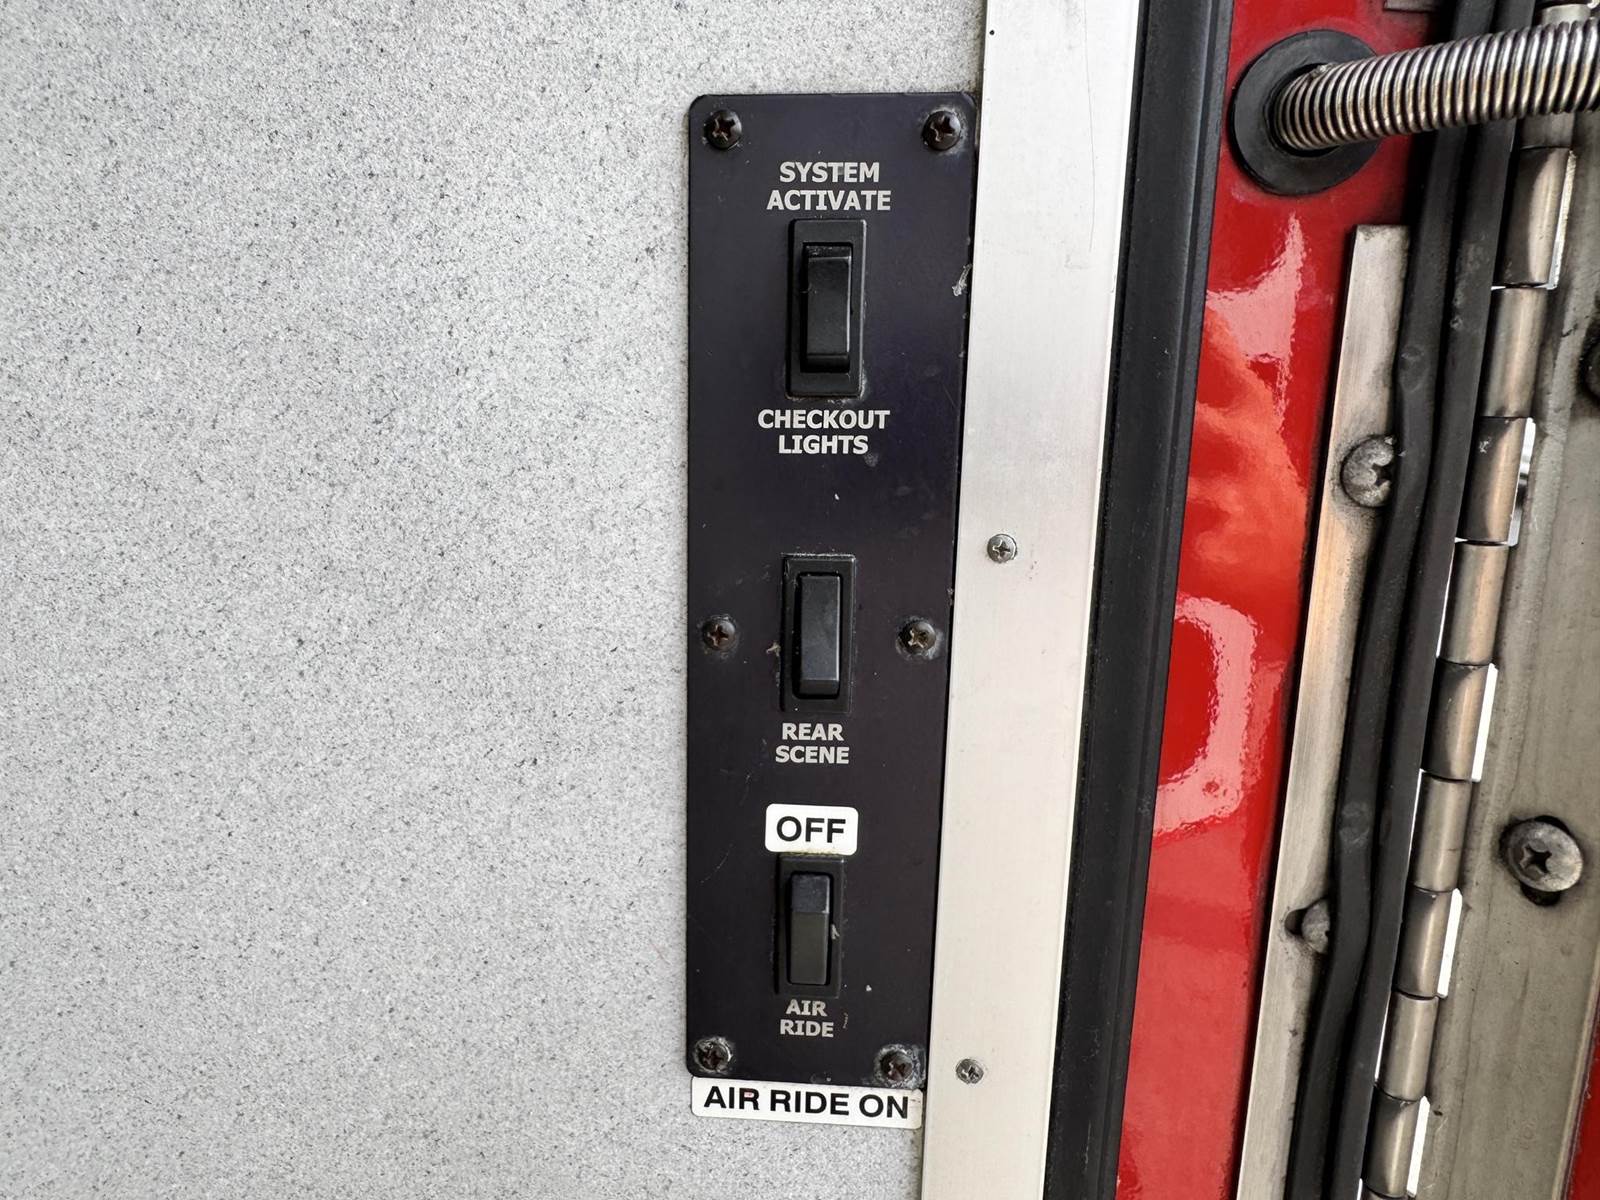 SYSTEM
ACTIVATE
CHECKOUT
LIGHTS
REAR
SCENE
OFF
AIR
RIDE
AIR RIDE ON